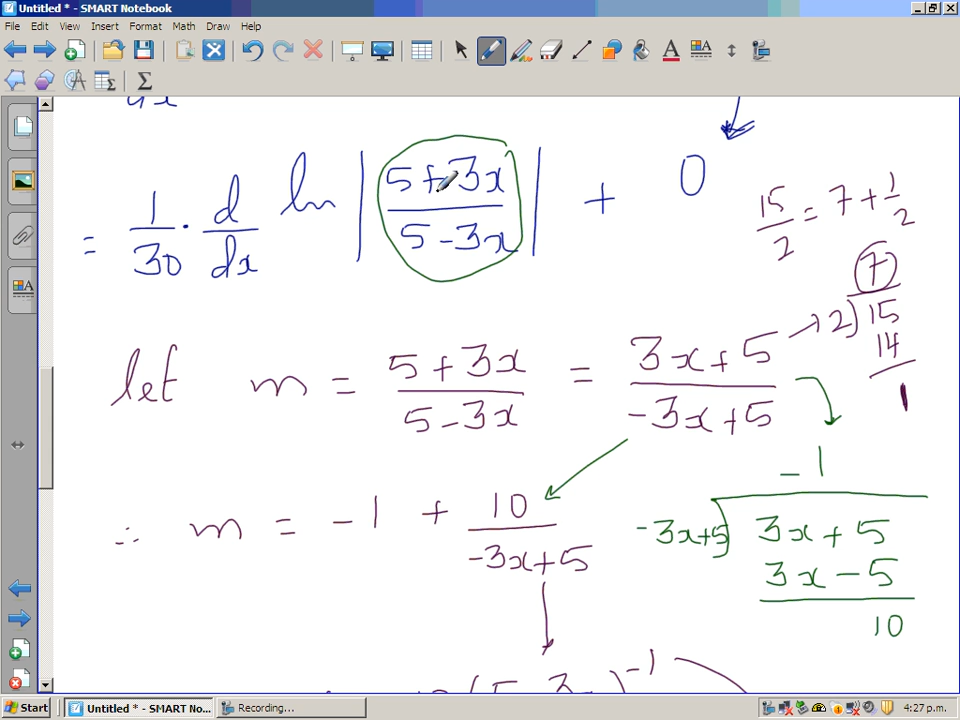 Untitled * - SMART Notebook
File Edit View Insert Format Tools Math Draw Help
= 1/30 · d/dx ln |(5+3x)/(5-3x)| + 0
15/2 = 7 + 1/2
7
2)15
14
1
let m = (5+3x)/(5-3x) = (3x+5)/(-3x+5)
-1
-3x+5)3x+5
3x-5
10
∴ m = -1 + 10/(-3x+5)
Start Untitled * - SMART No... Recording... 4:27 p.m.